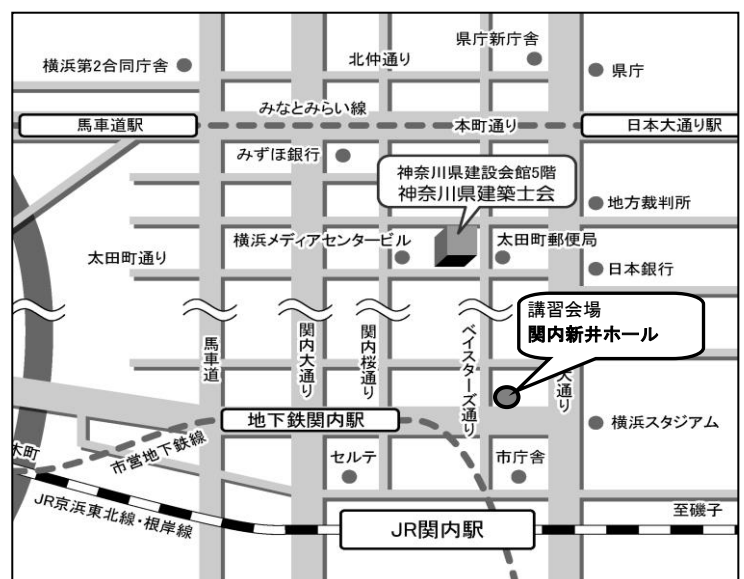 県庁新庁舎
北仲通り
横浜第2合同庁舎
県庁
みなとみらい線
馬車道駅
本町通り
日本大通り駅
みずほ銀行
神奈川県建設会館5階
神奈川県建築士会
地方裁判所
横浜メディアセンタービル
太田町郵便局
太田町通り
日本銀行
講習会場
関内新井ホール
馬車道
関内大通り
関内桜通り
ベイスターズ通り
大通り
地下鉄関内駅
横浜スタジアム
木町
市営地下鉄線
セルテ
市庁舎
JR京浜東北線・根岸線
至磯子
JR関内駅